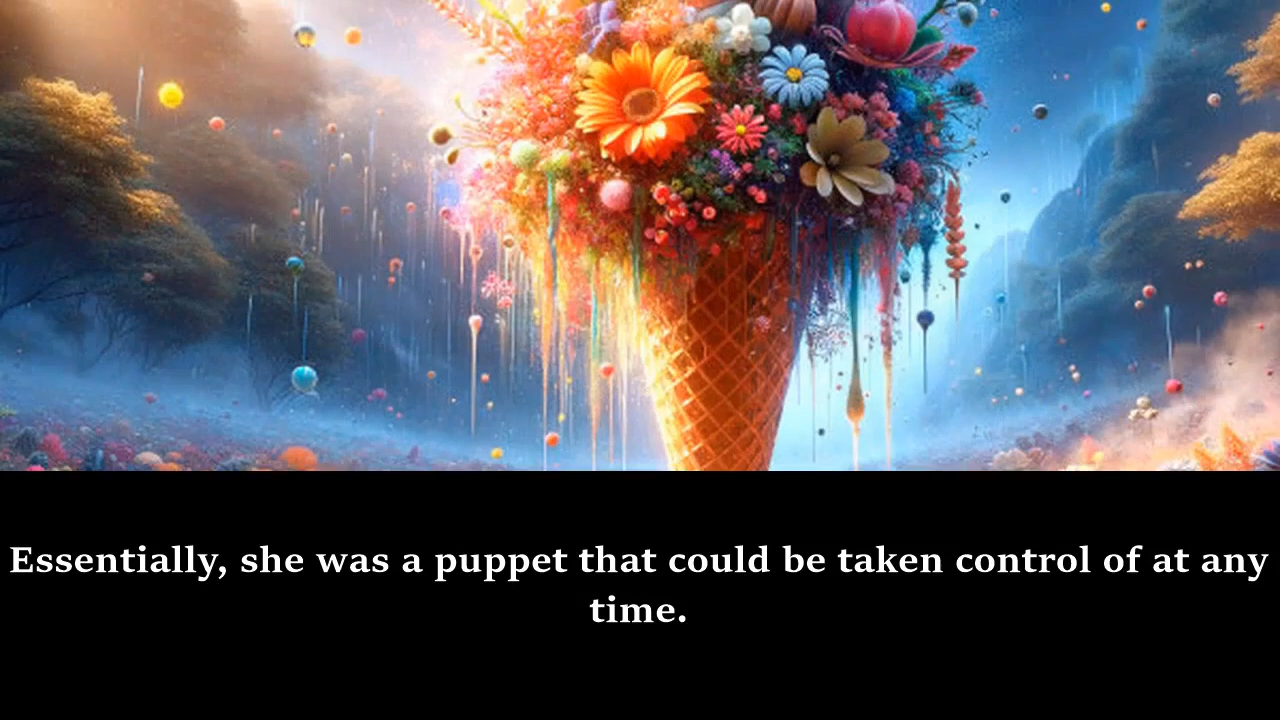 Essentially, she was a puppet that could be taken control of at any
time.